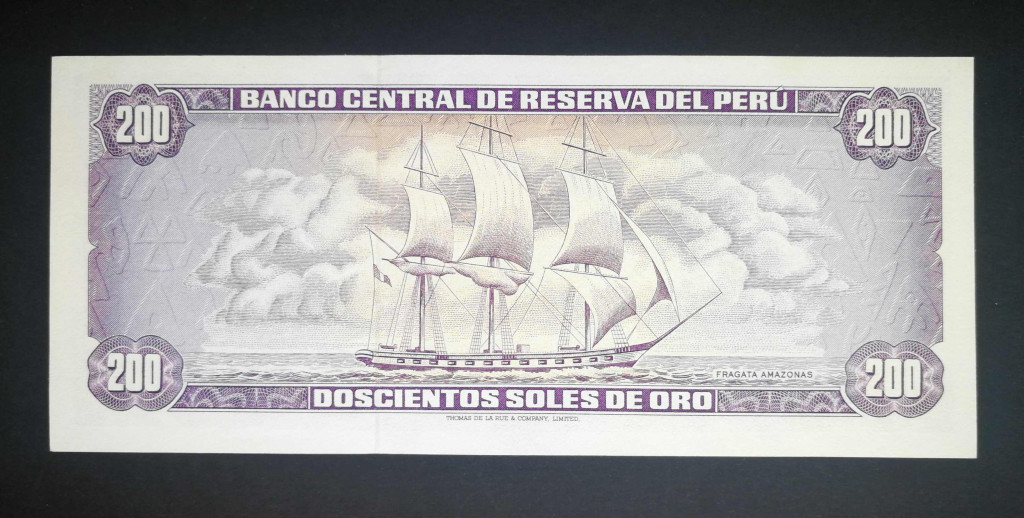 BANCO CENTRAL DE RESERVA DEL PERÚ
200
200
FRAGATA AMAZONAS
200
200
DOSCIENTOS SOLES DE ORO
THOMAS DE LA RUE & COMPANY, LIMITED.